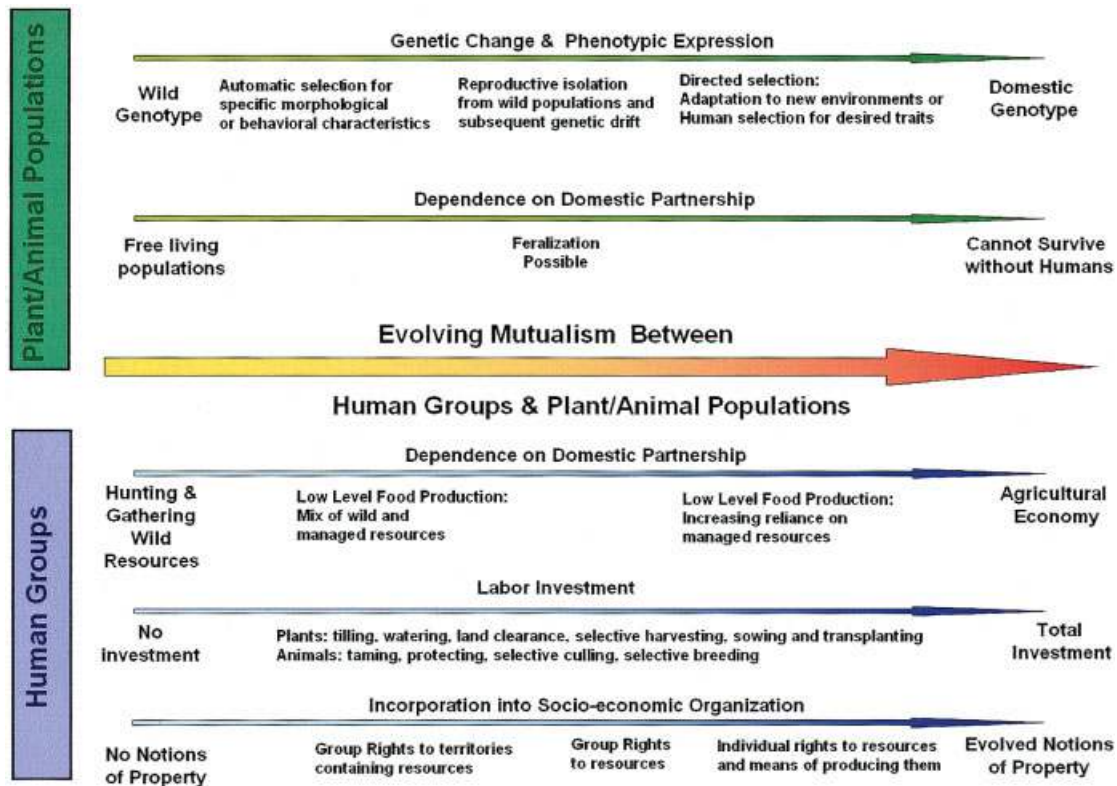 Plant/Animal Populations
Genetic Change & Phenotypic Expression
Wild
Genotype
Automatic selection for
specific morphological
or behavioral characteristics
Reproductive isolation
from wild populations and
subsequent genetic drift
Directed selection:
Adaptation to new environments or
Human selection for desired traits
Domestic
Genotype
Dependence on Domestic Partnership
Free living
populations
Feralization
Possible
Cannot Survive
without Humans
Evolving Mutualism Between
Human Groups & Plant/Animal Populations
Human Groups
Dependence on Domestic Partnership
Hunting &
Gathering
Wild
Resources
Low Level Food Production:
Mix of wild and
managed resources
Low Level Food Production:
Increasing reliance on
managed resources
Agricultural
Economy
Labor Investment
No
investment
Plants: tilling, watering, land clearance, selective harvesting, sowing and transplanting
Animals: taming, protecting, selective culling, selective breeding
Total
Investment
Incorporation into Socio-economic Organization
No Notions
of Property
Group Rights to territories
containing resources
Group Rights
to resources
Individual rights to resources
and means of producing them
Evolved Notions
of Property